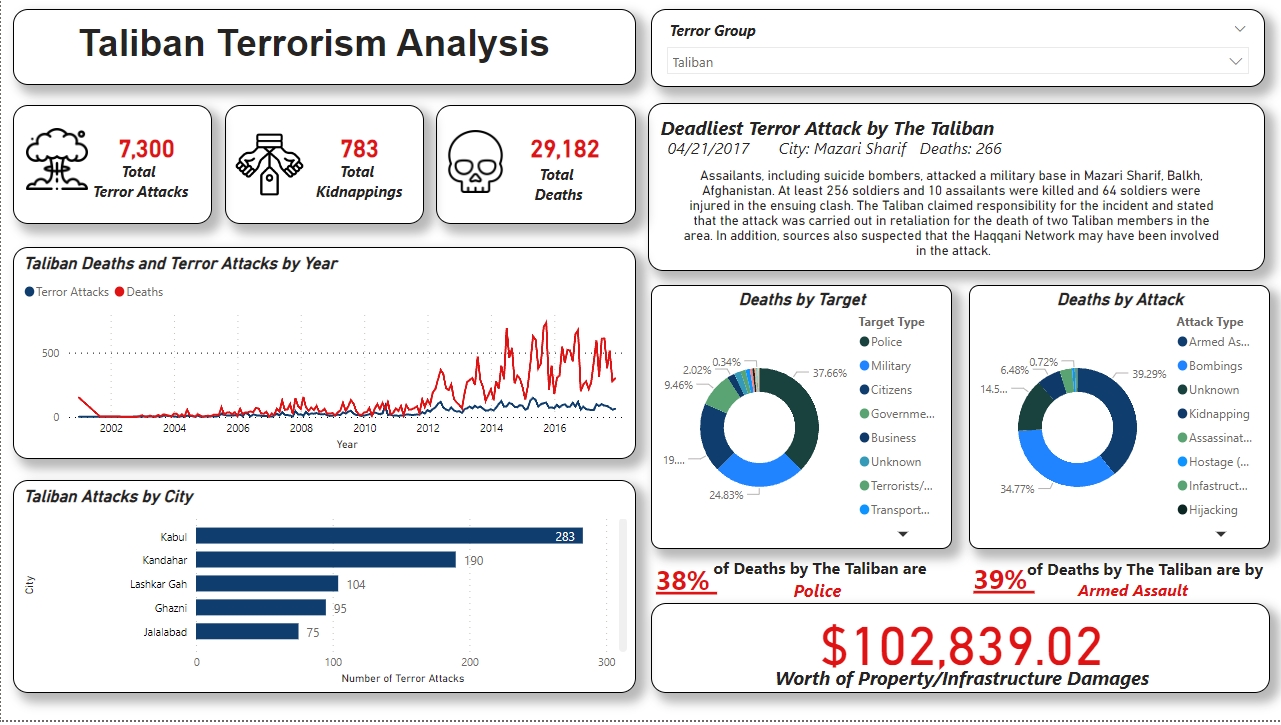 Taliban Terrorism Analysis
Terror Group
Taliban
7,300
Total
Terror Attacks
783
Total
Kidnappings
29,182
Total
Deaths
Deadliest Terror Attack by The Taliban
04/21/2017 City: Mazari Sharif Deaths: 266
Assailants, including suicide bombers, attacked a military base in Mazari Sharif, Balkh,
Afghanistan. At least 256 soldiers and 10 assailants were killed and 64 soldiers were
injured in the ensuing clash. The Taliban claimed responsibility for the incident and stated
that the attack was carried out in retaliation for the death of two Taliban members in the
area. In addition, sources also suspected that the Haqqani Network may have been involved
in the attack.
Taliban Deaths and Terror Attacks by Year
Terror Attacks Deaths
500
0
2002 2004 2006 2008 2010 2012 2014 2016
Year
Taliban Attacks by City
City
Kabul 283
Kandahar 190
Lashkar Gah 104
Ghazni 95
Jalalabad 75
0 100 200 300
Number of Terror Attacks
Deaths by Target
Target Type
Police
Military
Citizens
Governme...
Business
Unknown
Terrorists/...
Transport...
0.34%
2.02%
9.46%
19....
24.83%
37.66%
Deaths by Attack
Attack Type
Armed As...
Bombings
Unknown
Kidnapping
Assassinat...
Hostage (...
Infastruct...
Hijacking
0.72%
6.48%
14.5...
34.77%
39.29%
38% of Deaths by The Taliban are
Police
39% of Deaths by The Taliban are by
Armed Assault
$102,839.02
Worth of Property/Infrastructure Damages